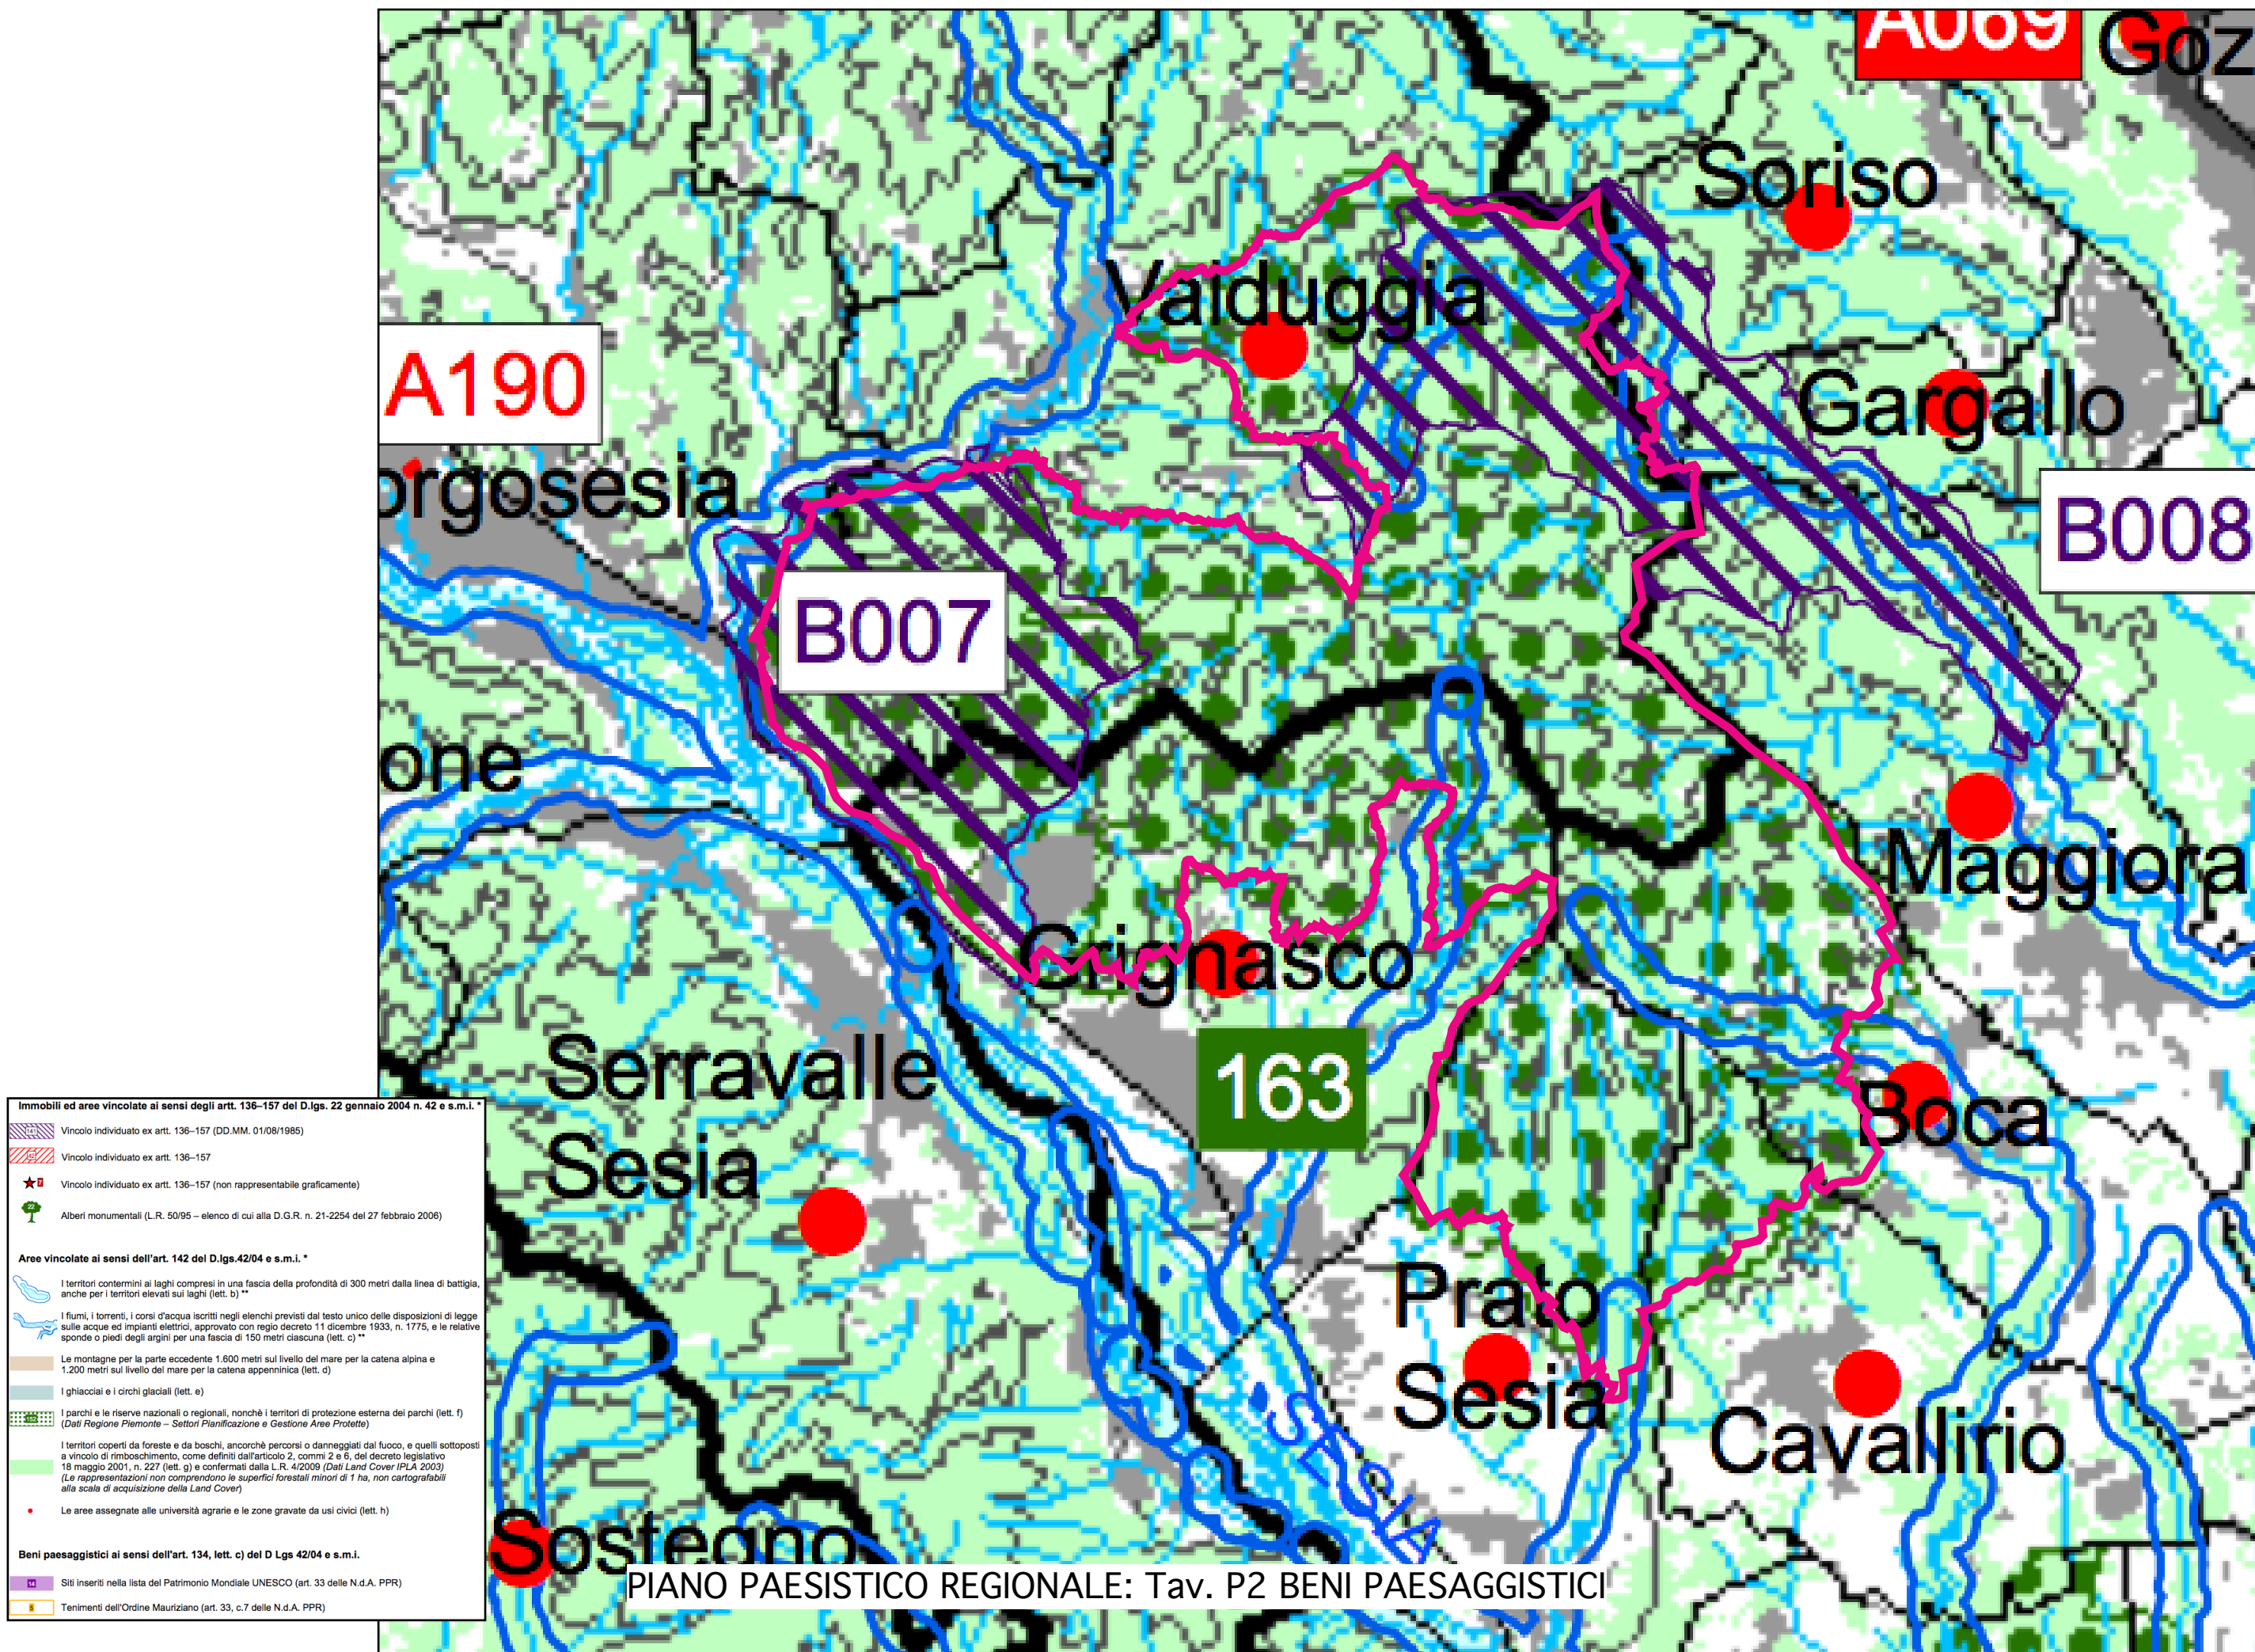 A069
Goz
Soriso
Valduggia
A190
Gargallo
orgosesia
B008
B007
one
Maggiora
Grignasco
Serravalle
Sesia
163
Boca
Prato
Sesia
Cavallirio
SESIA
Sostegno
PIANO PAESISTICO REGIONALE: Tav. P2 BENI PAESAGGISTICI
Immobili ed aree vincolate ai sensi degli artt. 136–157 del D.lgs. 22 gennaio 2004 n. 42 e s.m.i. *
Vincolo individuato ex artt. 136–157 (DD.MM. 01/08/1985)
Vincolo individuato ex artt. 136–157
Vincolo individuato ex artt. 136–157 (non rappresentabile graficamente)
22
Alberi monumentali (L.R. 50/95 – elenco di cui alla D.G.R. n. 21-2254 del 27 febbraio 2006)
Aree vincolate ai sensi dell'art. 142 del D.lgs.42/04 e s.m.i. *
I territori contermini ai laghi compresi in una fascia della profondità di 300 metri dalla linea di battigia,
anche per i territori elevati sui laghi (lett. b) **
I fiumi, i torrenti, i corsi d'acqua iscritti negli elenchi previsti dal testo unico delle disposizioni di legge
sulle acque ed impianti elettrici, approvato con regio decreto 11 dicembre 1933, n. 1775, e le relative
sponde o piedi degli argini per una fascia di 150 metri ciascuna (lett. c) **
Le montagne per la parte eccedente 1.600 metri sul livello del mare per la catena alpina e
1.200 metri sul livello del mare per la catena appenninica (lett. d)
I ghiacciai e i circhi glaciali (lett. e)
I parchi e le riserve nazionali o regionali, nonchè i territori di protezione esterna dei parchi (lett. f)
(Dati Regione Piemonte – Settori Pianificazione e Gestione Aree Protette)
I territori coperti da foreste e da boschi, ancorchè percorsi o danneggiati dal fuoco, e quelli sottoposti
a vincolo di rimboschimento, come definiti dall'articolo 2, commi 2 e 6, del decreto legislativo
18 maggio 2001, n. 227 (lett. g) e confermati dalla L.R. 4/2009 (Dati Land Cover IPLA 2003)
(Le rappresentazioni non comprendono le superfici forestali minori di 1 ha, non cartografabili
alla scala di acquisizione della Land Cover)
Le aree assegnate alle università agrarie e le zone gravate da usi civici (lett. h)
Beni paesaggistici ai sensi dell'art. 134, lett. c) del D Lgs 42/04 e s.m.i.
14
Siti inseriti nella lista del Patrimonio Mondiale UNESCO (art. 33 delle N.d.A. PPR)
Tenimenti dell'Ordine Mauriziano (art. 33, c.7 delle N.d.A. PPR)